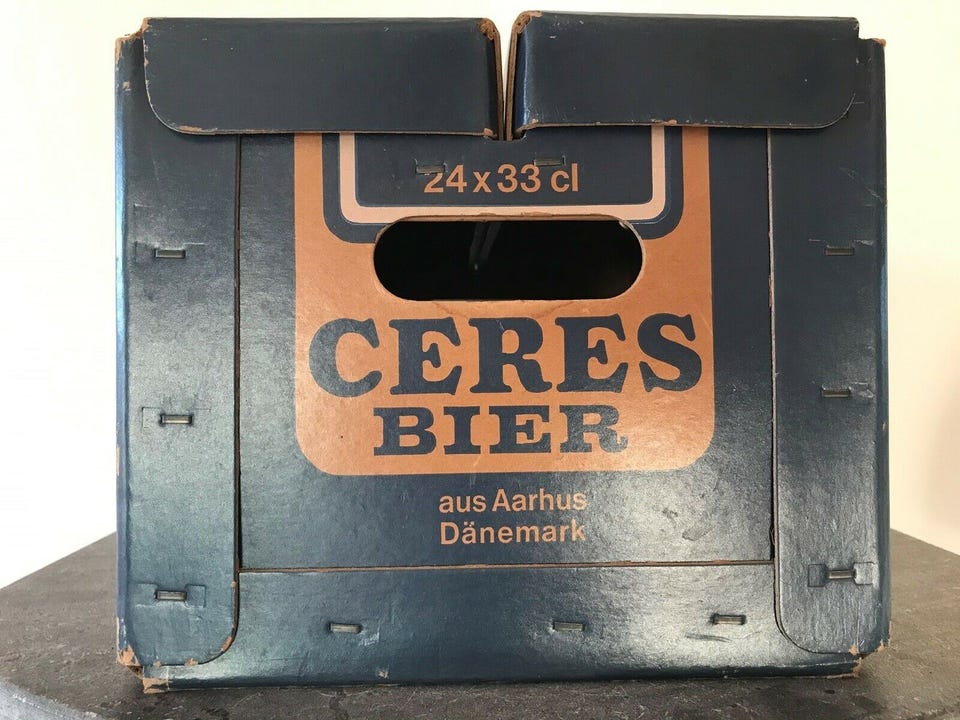 24 x 33 cl
CERES
BIER
aus Aarhus
Dänemark